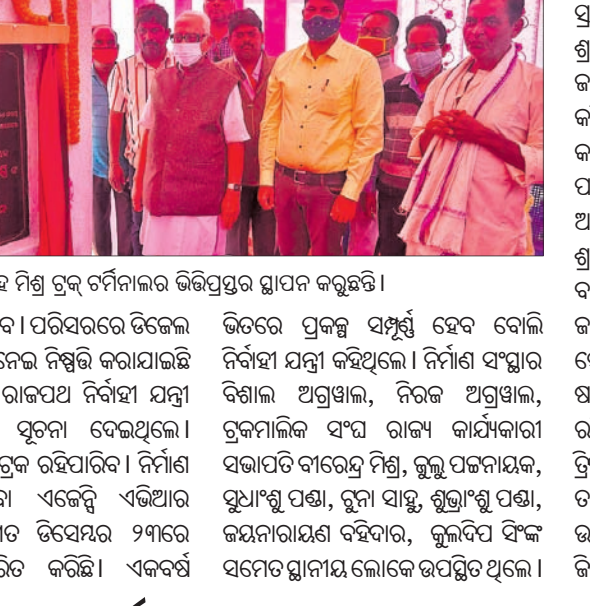 ମିଶ୍ର ଟ୍ରକ୍ ଟର୍ମିନାଲର ଭିତ୍ତିପ୍ରସ୍ତର ସ୍ଥାପନ କରୁଛନ୍ତି।
ପରିସରରେ ଡିଜେଲ
ନେଇ ନିଷ୍ପତ୍ତି କରାଯାଇଛି
ରାଜପଥ ନିର୍ବାହୀ ଯନ୍ତ୍ରୀ
ସୂଚନା ଦେଇଥିଲେ।
ଟ୍ରକ ରହିପାରିବ। ନିର୍ମାଣ
ଏଜେନ୍ସି ଏଭିଆର
ଡିସେମ୍ବର ୨୩ରେ
କରିଛି। ଏକବର୍ଷ
ଭିତରେ ପ୍ରକଳ୍ପ ସମ୍ପୂର୍ଣ୍ଣ ହେବ ବୋଲି
ନିର୍ବାହୀ ଯନ୍ତ୍ରୀ କହିଥିଲେ। ନିର୍ମାଣ ସଂସ୍ଥାର
ବିଶାଲ ଅଗ୍ରୱାଲ, ନିରଜ ଅଗ୍ରୱାଲ,
ଟ୍ରକମାଲିକ ସଂଘ ରାଜ୍ୟ କାର୍ଯ୍ୟକାରୀ
ସଭାପତି ବୀରେନ୍ଦ୍ର ମିଶ୍ର, ଜୁଲୁ ପଟ୍ଟନାୟକ,
ସୁଧାଂଶୁ ପଣ୍ଡା, ଟୁନା ସାହୁ, ଶୁଭ୍ରାଂଶୁ ପଣ୍ଡା,
ଜୟନାରାୟଣ ବହିଦାର, କୁଲଦିପ ସିଂଙ୍କ
ସମେତ ସ୍ଥାନୀୟ ଲୋକେ ଉପସ୍ଥିତ ଥିଲେ।